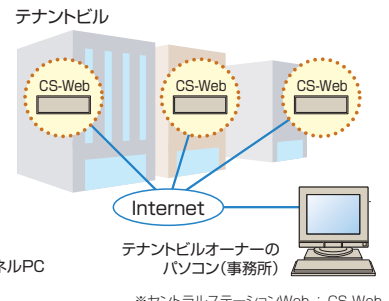 テナントビル
CS-Web
CS-Web
CS-Web
Internet
テナントビルオーナーの
パソコン(事務所)
ネルPC
※セントラルステーションWeb : CS-Web